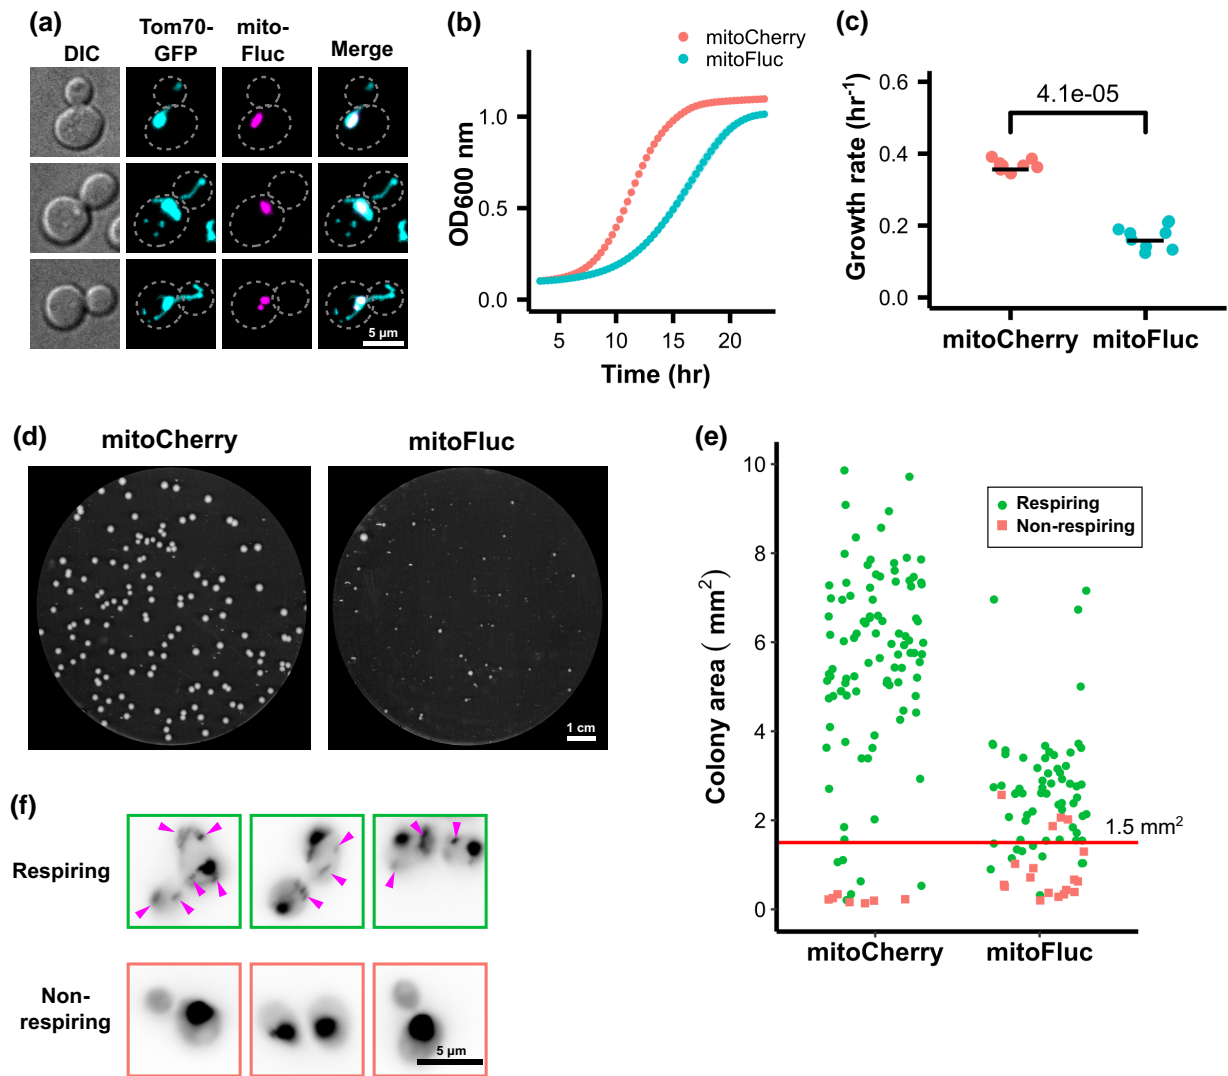 (a)
DIC
Tom70-
GFP
mito-
Fluc
Merge
5 µm
(b)
mitoCherry
mitoFluc
OD600 nm
1.0
0.5
0.0
5
10
15
20
Time (hr)
(c)
Growth rate (hr-1)
0.6
0.4
0.2
0.0
4.1e-05
mitoCherry
mitoFluc
(d)
mitoCherry
mitoFluc
1 cm
(e)
Colony area ( mm2)
10
8
6
4
2
0
Respiring
Non-respiring
1.5 mm2
mitoCherry
mitoFluc
(f)
Respiring
Non-
respiring
5 µm